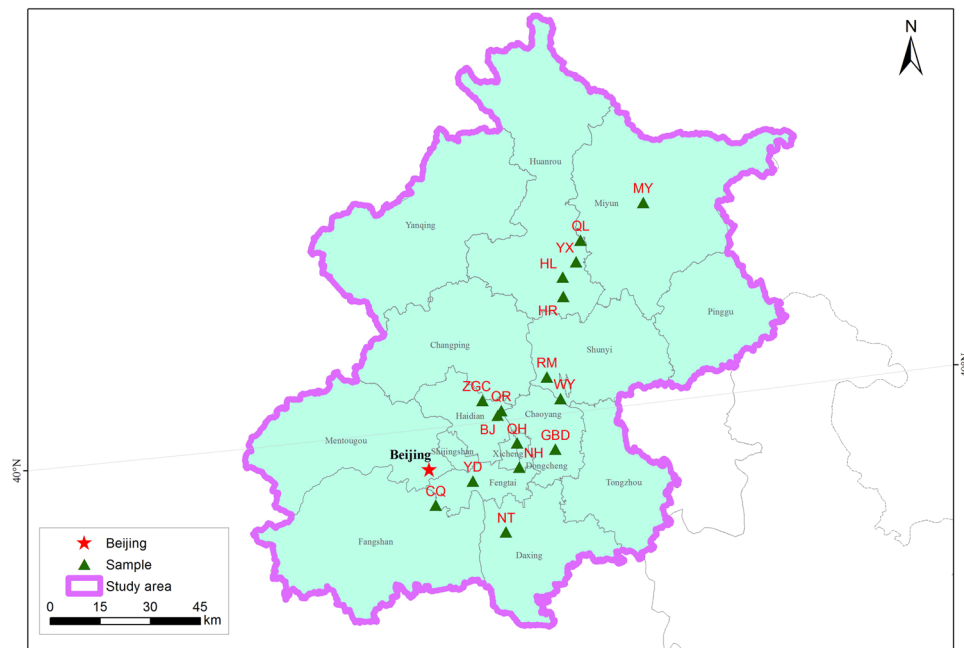 N
Huanrou
Miyun
MY
Yanqing
QL
YX
HL
HR
Pinggu
Changping
Shunyi
RM
ZGC
QR
WY
Haidian
Chaoyang
BJ
QH
GBD
Mentougou
Shijingshan
Xicheng
NH
Beijing
Dongcheng
YD
Fengtai
Tongzhou
CQ
NT
Fangshan
Daxing
40°N
40°N
Beijing
Sample
Study area
0 15 30 45
km